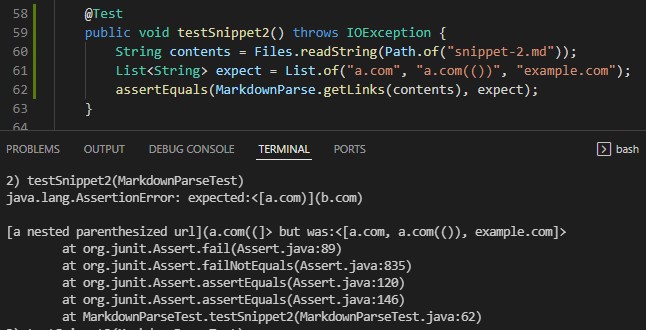 58 @Test
59 public void testSnippet2() throws IOException {
60 String contents = Files.readString(Path.of("snippet-2.md"));
61 List<String> expect = List.of("a.com", "a.com(())", "example.com");
62 assertEquals(MarkdownParse.getLinks(contents), expect);
63 }
64
PROBLEMS OUTPUT DEBUG CONSOLE TERMINAL PORTS bash
2) testSnippet2(MarkdownParseTest)
java.lang.AssertionError: expected:<[a.com)](b.com)
[a nested parenthesized url](a.com((]> but was:<[a.com, a.com(()), example.com]>
at org.junit.Assert.fail(Assert.java:89)
at org.junit.Assert.failNotEquals(Assert.java:835)
at org.junit.Assert.assertEquals(Assert.java:120)
at org.junit.Assert.assertEquals(Assert.java:146)
at MarkdownParseTest.testSnippet2(MarkdownParseTest.java:62)